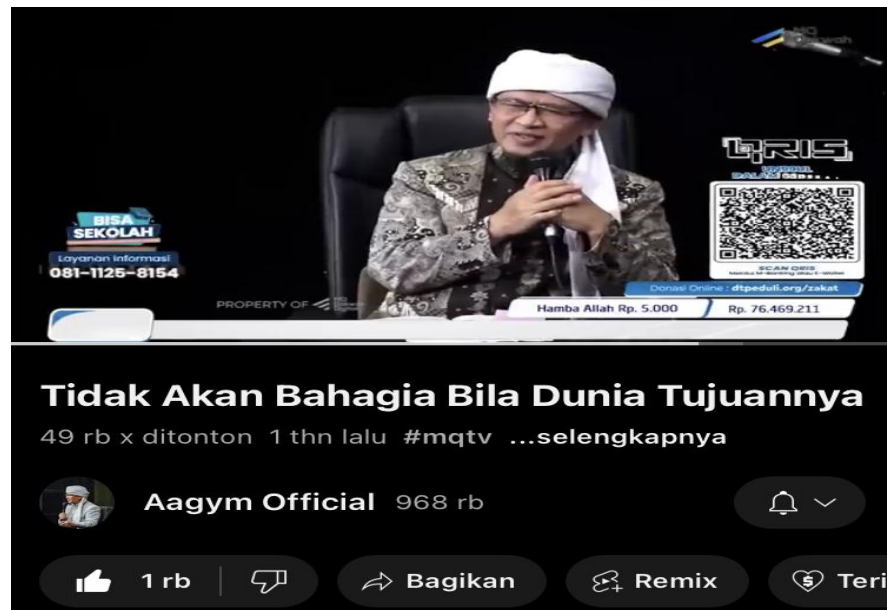 QRIS
BISA
SEKOLAH
Layanan Informasi
081-1125-8154
SCAN QRIS
Donasi Online : dtpeduli.org/zakat
PROPERTY OF
Hamba Allah Rp. 5.000
Rp. 76.469.211
Tidak Akan Bahagia Bila Dunia Tujuannya
49 rb x ditonton 1 thn lalu #mqtv ...selengkapnya
Aagym Official 968 rb
1 rb
Bagikan
Remix
Teri